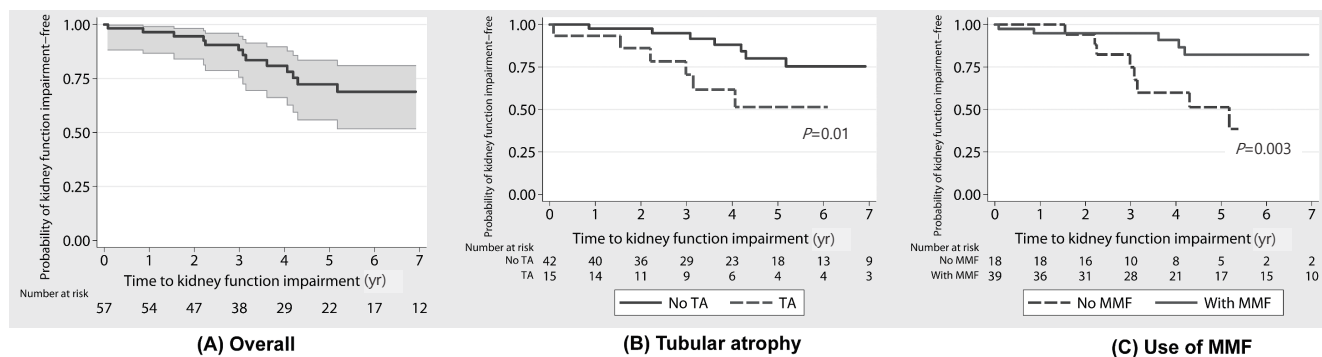 Probability of kidney function impairment–free
1.00
0.75
0.50
0.25
0.00
0 1 2 3 4 5 6 7
Time to kidney function impairment (yr)
Number at risk
57 54 47 38 29 22 17 12
(A) Overall
Probability of kidney function impairment–free
1.00
0.75
0.50
0.25
0.00
P=0.01
0 1 2 3 4 5 6 7
Time to kidney function impairment (yr)
Number at risk
No TA 42 40 36 29 23 18 13 9
TA 15 14 11 9 6 4 4 3
No TA TA
(B) Tubular atrophy
Probability of kidney function impairment–free
1.00
0.75
0.50
0.25
0.00
P=0.003
0 1 2 3 4 5 6 7
Time to kidney function impairment (yr)
Number at risk
No MMF 18 18 16 10 8 5 2 2
With MMF 39 36 31 28 21 17 15 10
No MMF With MMF
(C) Use of MMF